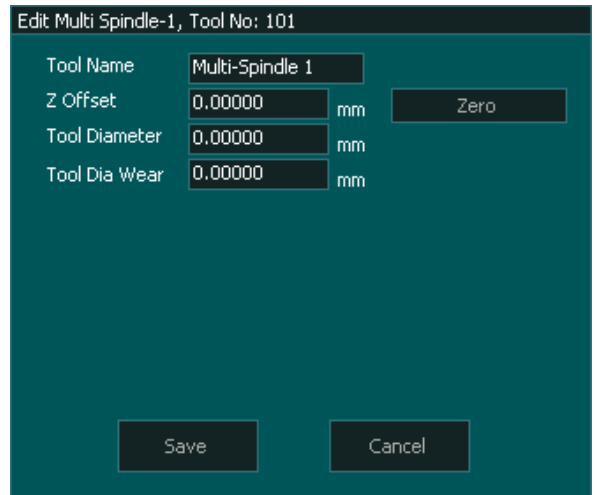 Edit Multi Spindle-1, Tool No: 101
Tool Name Multi-Spindle 1
Z Offset 0.00000 mm Zero
Tool Diameter 0.00000 mm
Tool Dia Wear 0.00000 mm
Save Cancel